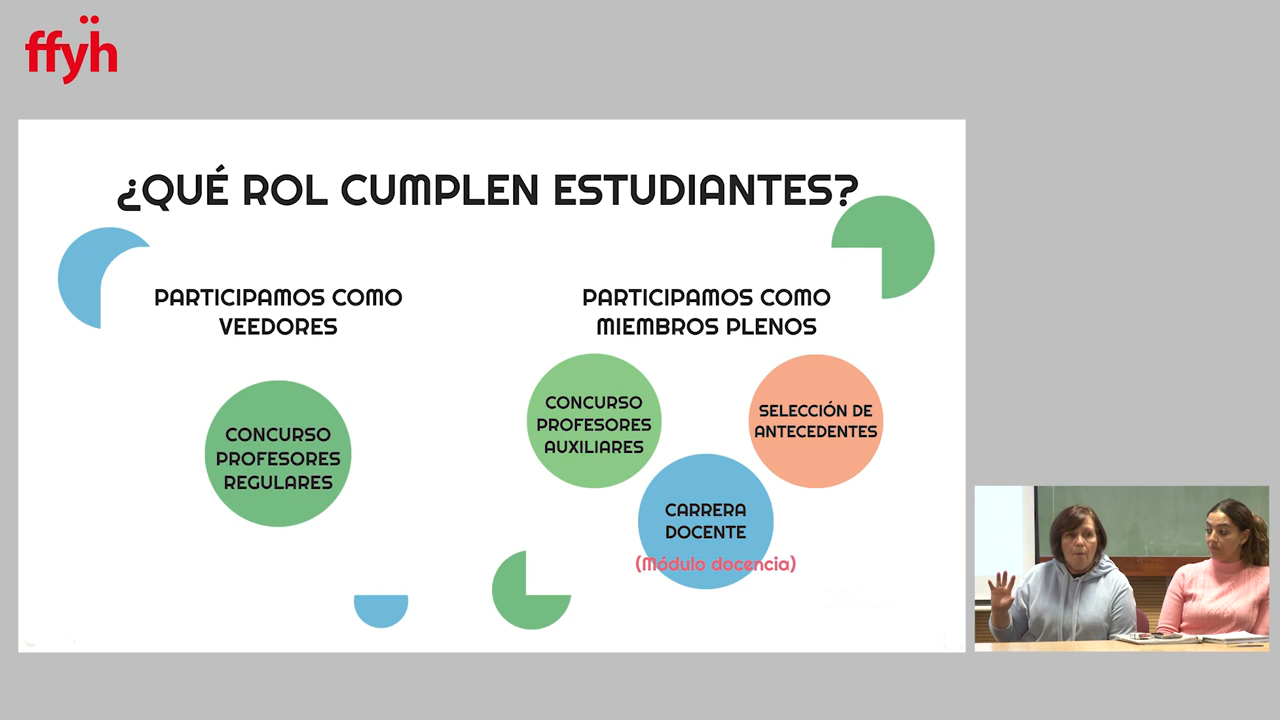 ffÿh
¿QUÉ ROL CUMPLEN ESTUDIANTES?
PARTICIPAMOS COMO
VEEDORES
CONCURSO
PROFESORES
REGULARES
PARTICIPAMOS COMO
MIEMBROS PLENOS
CONCURSO
PROFESORES
AUXILIARES
SELECCIÓN DE
ANTECEDENTES
CARRERA
DOCENTE
(Módulo docencia)